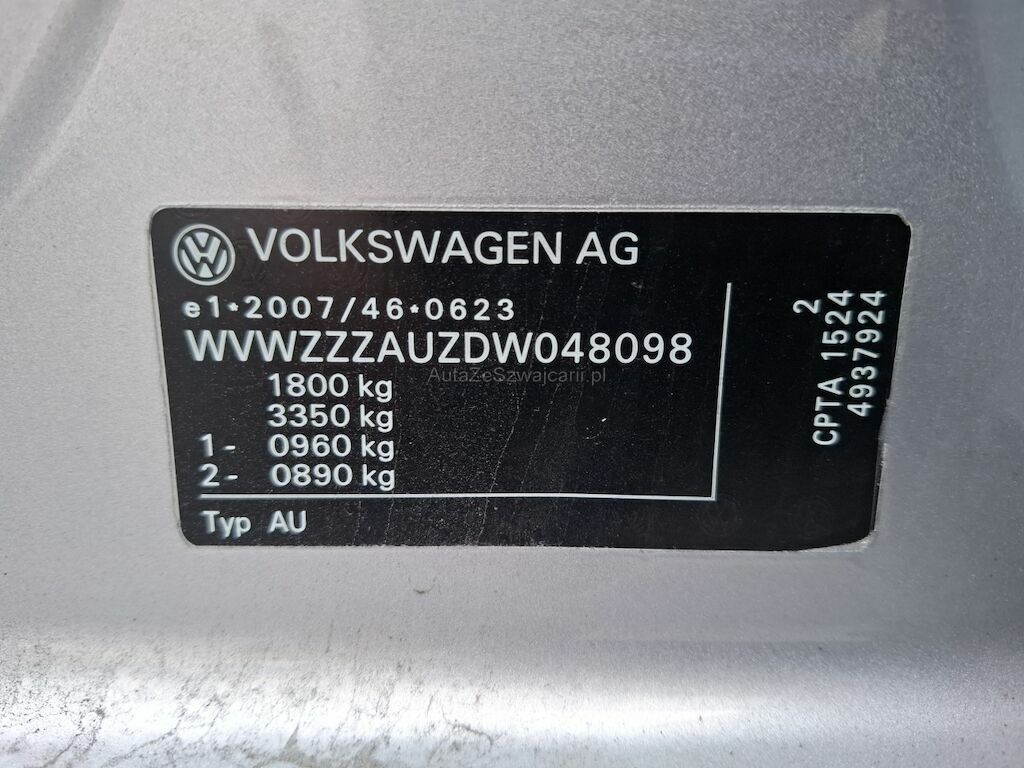 VOLKSWAGEN AG
e1*2007/46*0623
WVWZZZAUZDW048098
AutaZeSzwajcarii.pl
1800 kg
3350 kg
1- 0960 kg
2- 0890 kg
Typ AU
2
CPTA 1524
4937924